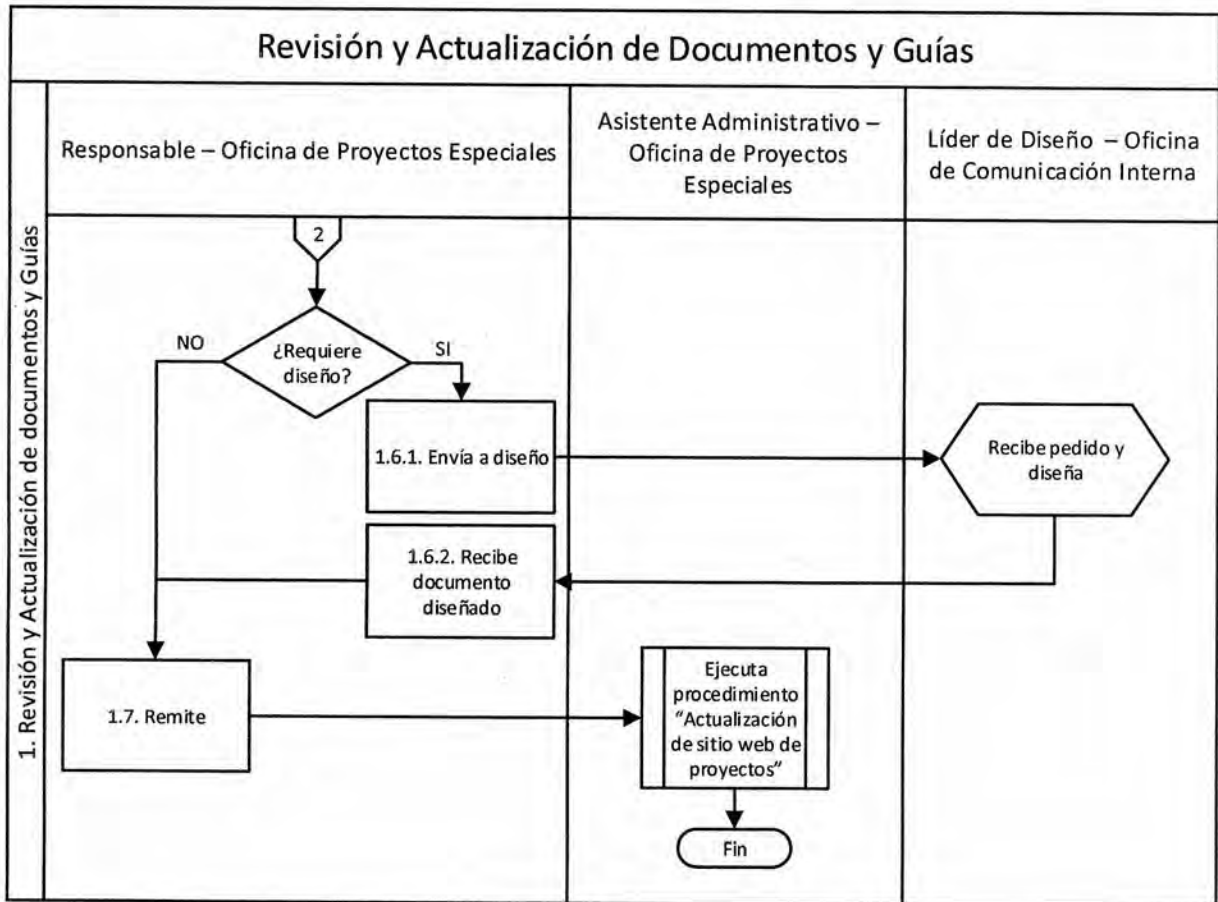 Revisión y Actualización de Documentos y Guías
1. Revisión y Actualización de documentos y Guías
Responsable – Oficina de Proyectos Especiales
Asistente Administrativo –
Oficina de Proyectos
Especiales
Líder de Diseño – Oficina
de Comunicación Interna
2
¿Requiere
diseño?
NO
SI
1.6.1. Envía a diseño
Recibe pedido y
diseña
1.6.2. Recibe
documento
diseñado
1.7. Remite
Ejecuta
procedimiento
“Actualización
de sitio web de
proyectos”
Fin